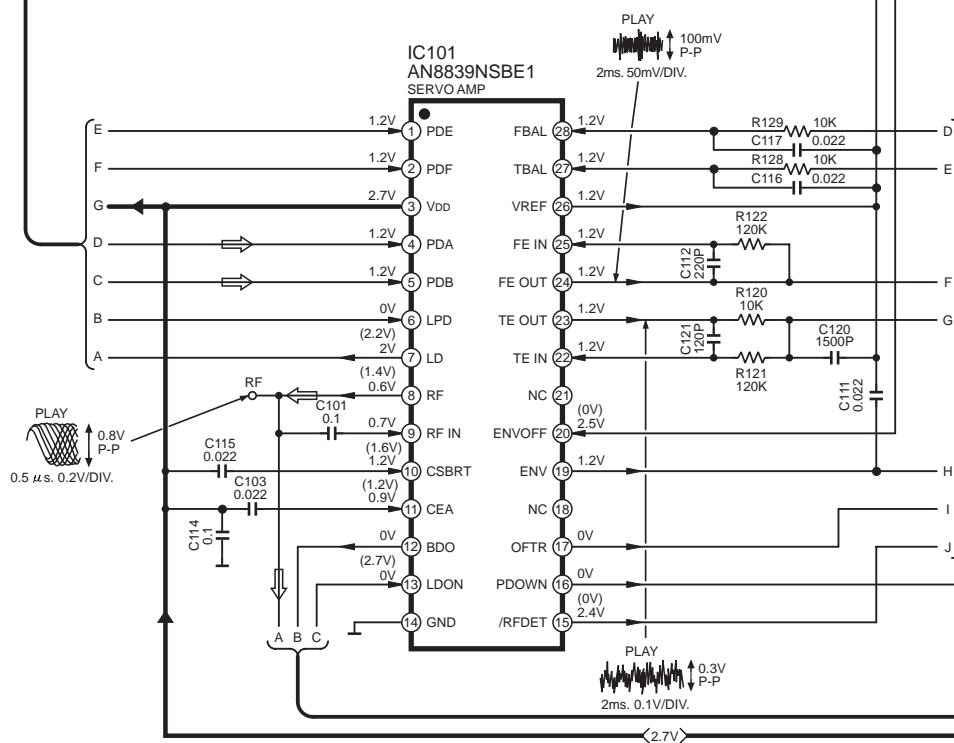 PLAY
100mV
P-P
2ms. 50mV/DIV.
IC101
AN8839NSBE1
SERVO AMP
E 1.2V 1 PDE
F 1.2V 2 PDF
G 2.7V 3 VDD
D 1.2V 4 PDA
C 1.2V 5 PDB
B 0V 6 LPD
(2.2V)
A 2V 7 LD
(1.4V)
RF 0.6V 8 RF
C101
0.1
0.7V 9 RF IN
(1.6V)
C115
0.022
1.2V 10 CSBRT
(1.2V)
C103
0.022
0.9V 11 CEA
C114
0.1
0V 12 BDO
(2.7V)
0V 13 LDON
14 GND
A B C
PLAY
0.8V
P-P
0.5 μs. 0.2V/DIV.
FBAL 28 1.2V
R129 10K
C117 0.022
D
TBAL 27 1.2V
R128 10K
C116 0.022
E
VREF 26 1.2V
R122
120K
FE IN 25 1.2V
C112
220P
FE OUT 24 1.2V
F
R120
10K
TE OUT 23 1.2V
G
C121
120P
C120
1500P
TE IN 22 1.2V
R121
120K
C111
0.022
NC 21
(0V)
ENVOFF 20 2.5V
ENV 19 1.2V
H
NC 18
I
OFTR 17 0V
J
PDOWN 16 0V
(0V)
/RFDET 15 2.4V
PLAY
0.3V
P-P
2ms. 0.1V/DIV.
2.7V